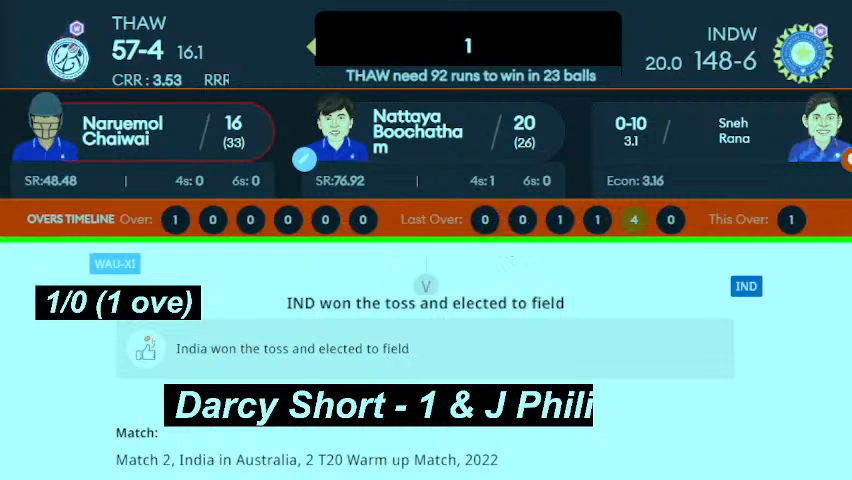 THAW
57-4 16.1
CRR : 3.53 RRR
1
THAW need 92 runs to win in 23 balls
INDW
20.0 148-6
Naruemol
Chaiwai
16
(33)
Nattaya
Boochatha
m
20
(26)
0-10
3.1
Sneh
Rana
SR:48.48 | 4s: 0 6s: 0
SR:76.92 | 4s: 1 6s: 0
Econ: 3.16
OVERS TIMELINE Over: 1 0 0 0 0 0 Last Over: 0 0 1 1 4 0 This Over: 1
WAU-XI
V
IND
1/0 (1 ove)
IND won the toss and elected to field
India won the toss and elected to field
Darcy Short - 1 & J Phili
Match:
Match 2, India in Australia, 2 T20 Warm up Match, 2022